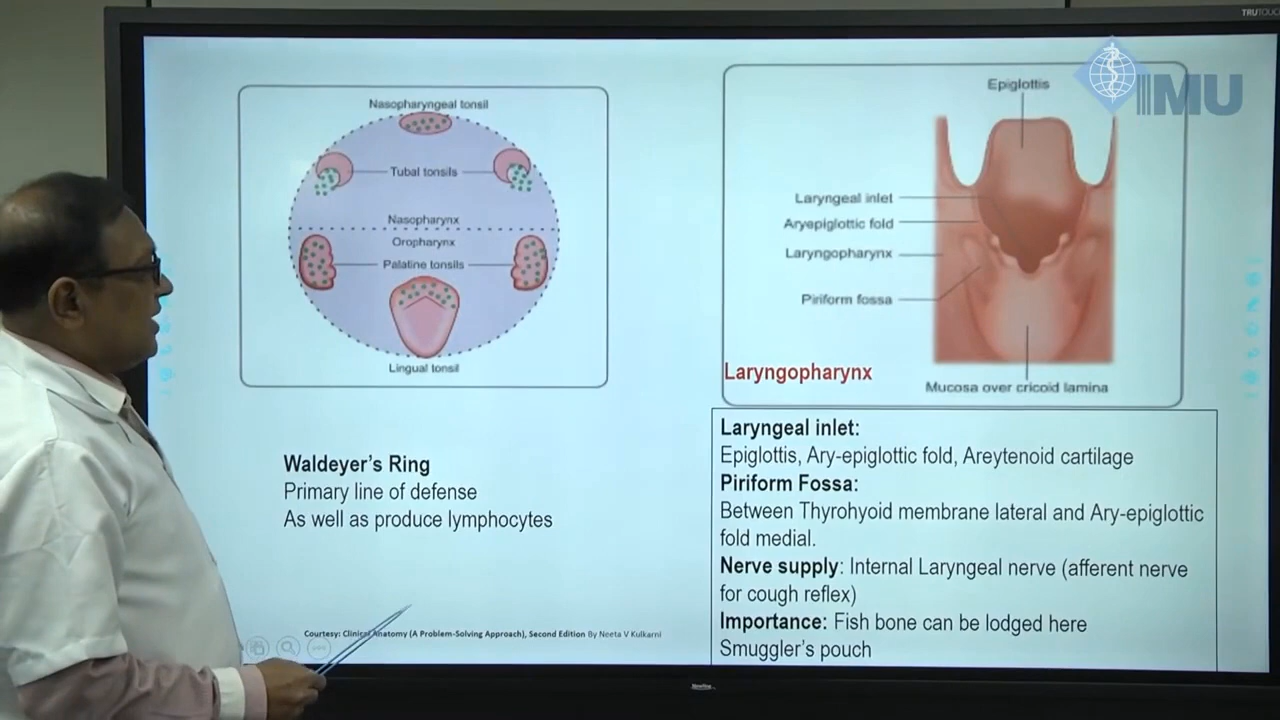 TRUTOUCH
IMU
Nasopharyngeal tonsil
Tubal tonsils
Nasopharynx
Oropharynx
Palatine tonsils
Lingual tonsil
Waldeyer's Ring
Primary line of defense
As well as produce lymphocytes
Epiglottis
Laryngeal inlet
Aryepiglottic fold
Laryngopharynx
Piriform fossa
Mucosa over cricoid lamina
Laryngopharynx
Laryngeal inlet:
Epiglottis, Ary-epiglottic fold, Areytenoid cartilage
Piriform Fossa:
Between Thyrohyoid membrane lateral and Ary-epiglottic
fold medial.
Nerve supply: Internal Laryngeal nerve (afferent nerve
for cough reflex)
Importance: Fish bone can be lodged here
Smuggler's pouch
Courtesy: Clinical Anatomy (A Problem-Solving Approach), Second Edition By Neeta V Kulkarni